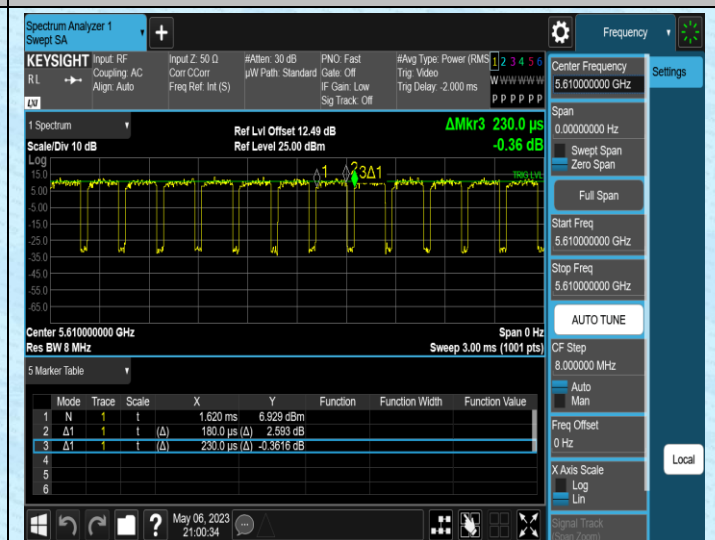 Spectrum Analyzer 1
Swept SA
+
Frequency
KEYSIGHT
RL
LXI
Input: RF
Coupling: AC
Align: Auto
Input Z: 50 Ω
Corr CCorr
Freq Ref: Int (S)
#Atten: 30 dB
µW Path: Standard
PNO: Fast
Gate: Off
IF Gain: Low
Sig Track: Off
#Avg Type: Power (RMS
Trig: Video
Trig Delay: -2.000 ms
1 2 3 4 5 6
W W W W W W
P P P P P P
1 Spectrum
Scale/Div 10 dB
Ref Lvl Offset 12.49 dB
Ref Level 25.00 dBm
ΔMkr3 230.0 µs
-0.36 dB
Log
15.0
5.00
-5.00
-15.0
-25.0
-35.0
-45.0
-55.0
-65.0
1
2
3Δ1
TRIG LVL
Center 5.610000000 GHz
Res BW 8 MHz
Span 0 Hz
Sweep 3.00 ms (1001 pts)
5 Marker Table
Mode Trace Scale X Y Function Function Width Function Value
1 N 1 t 1.620 ms 6.929 dBm
2 Δ1 1 t (Δ) 180.0 µs (Δ) 2.593 dB
3 Δ1 1 t (Δ) 230.0 µs (Δ) -0.3616 dB
4
5
6
May 06, 2023
21:00:34
?
Center Frequency
5.610000000 GHz
Settings
Span
0.00000000 Hz
Swept Span
Zero Span
Full Span
Start Freq
5.610000000 GHz
Stop Freq
5.610000000 GHz
AUTO TUNE
CF Step
8.000000 MHz
Auto
Man
Freq Offset
0 Hz
X Axis Scale
Log
Lin
Signal Track
(Span Zoom)
Local